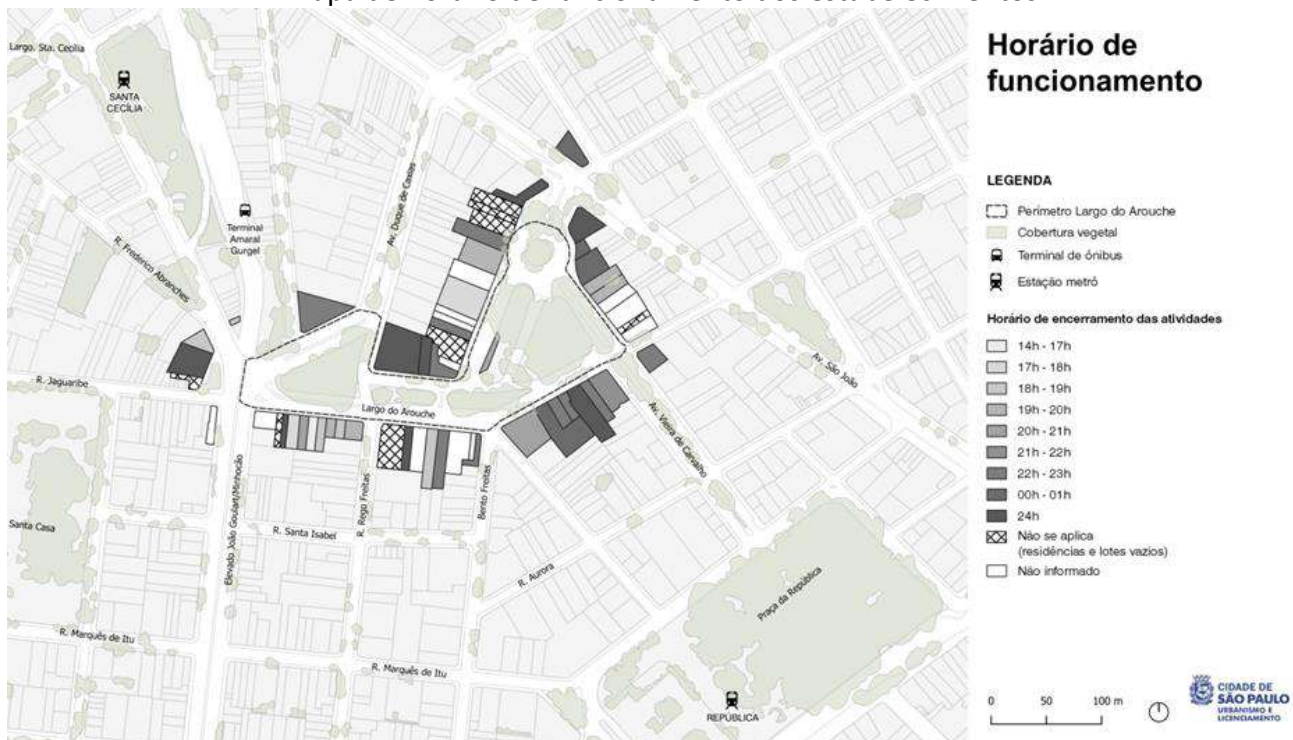 Horário de
funcionamento
LEGENDA
Perímetro Largo do Arouche
Cobertura vegetal
Terminal de ônibus
Estação metrô
Horário de encerramento das atividades
14h - 17h
17h - 18h
18h - 19h
19h - 20h
20h - 21h
21h - 22h
22h - 23h
00h - 01h
24h
Não se aplica
(residências e lotes vazios)
Não informado
0 50 100 m
CIDADE DE
SÃO PAULO
URBANISMO E
LICENCIAMENTO
Largo. Sta. Cecília
SANTA
CECÍLIA
Terminal
Amaral
Gurgel
Av. Duque de Caxias
R. Frederico Abranches
R. Jaguaribe
Largo do Arouche
Av. São João
Av. Vieira de Carvalho
Santa Casa
Elevado João Goulart/Minhocão
R. Santa Isabel
R. Rego Freitas
Bento Freitas
R. Aurora
Praça da República
R. Marquês de Itu
R. Marquês de Itu
REPÚBLICA